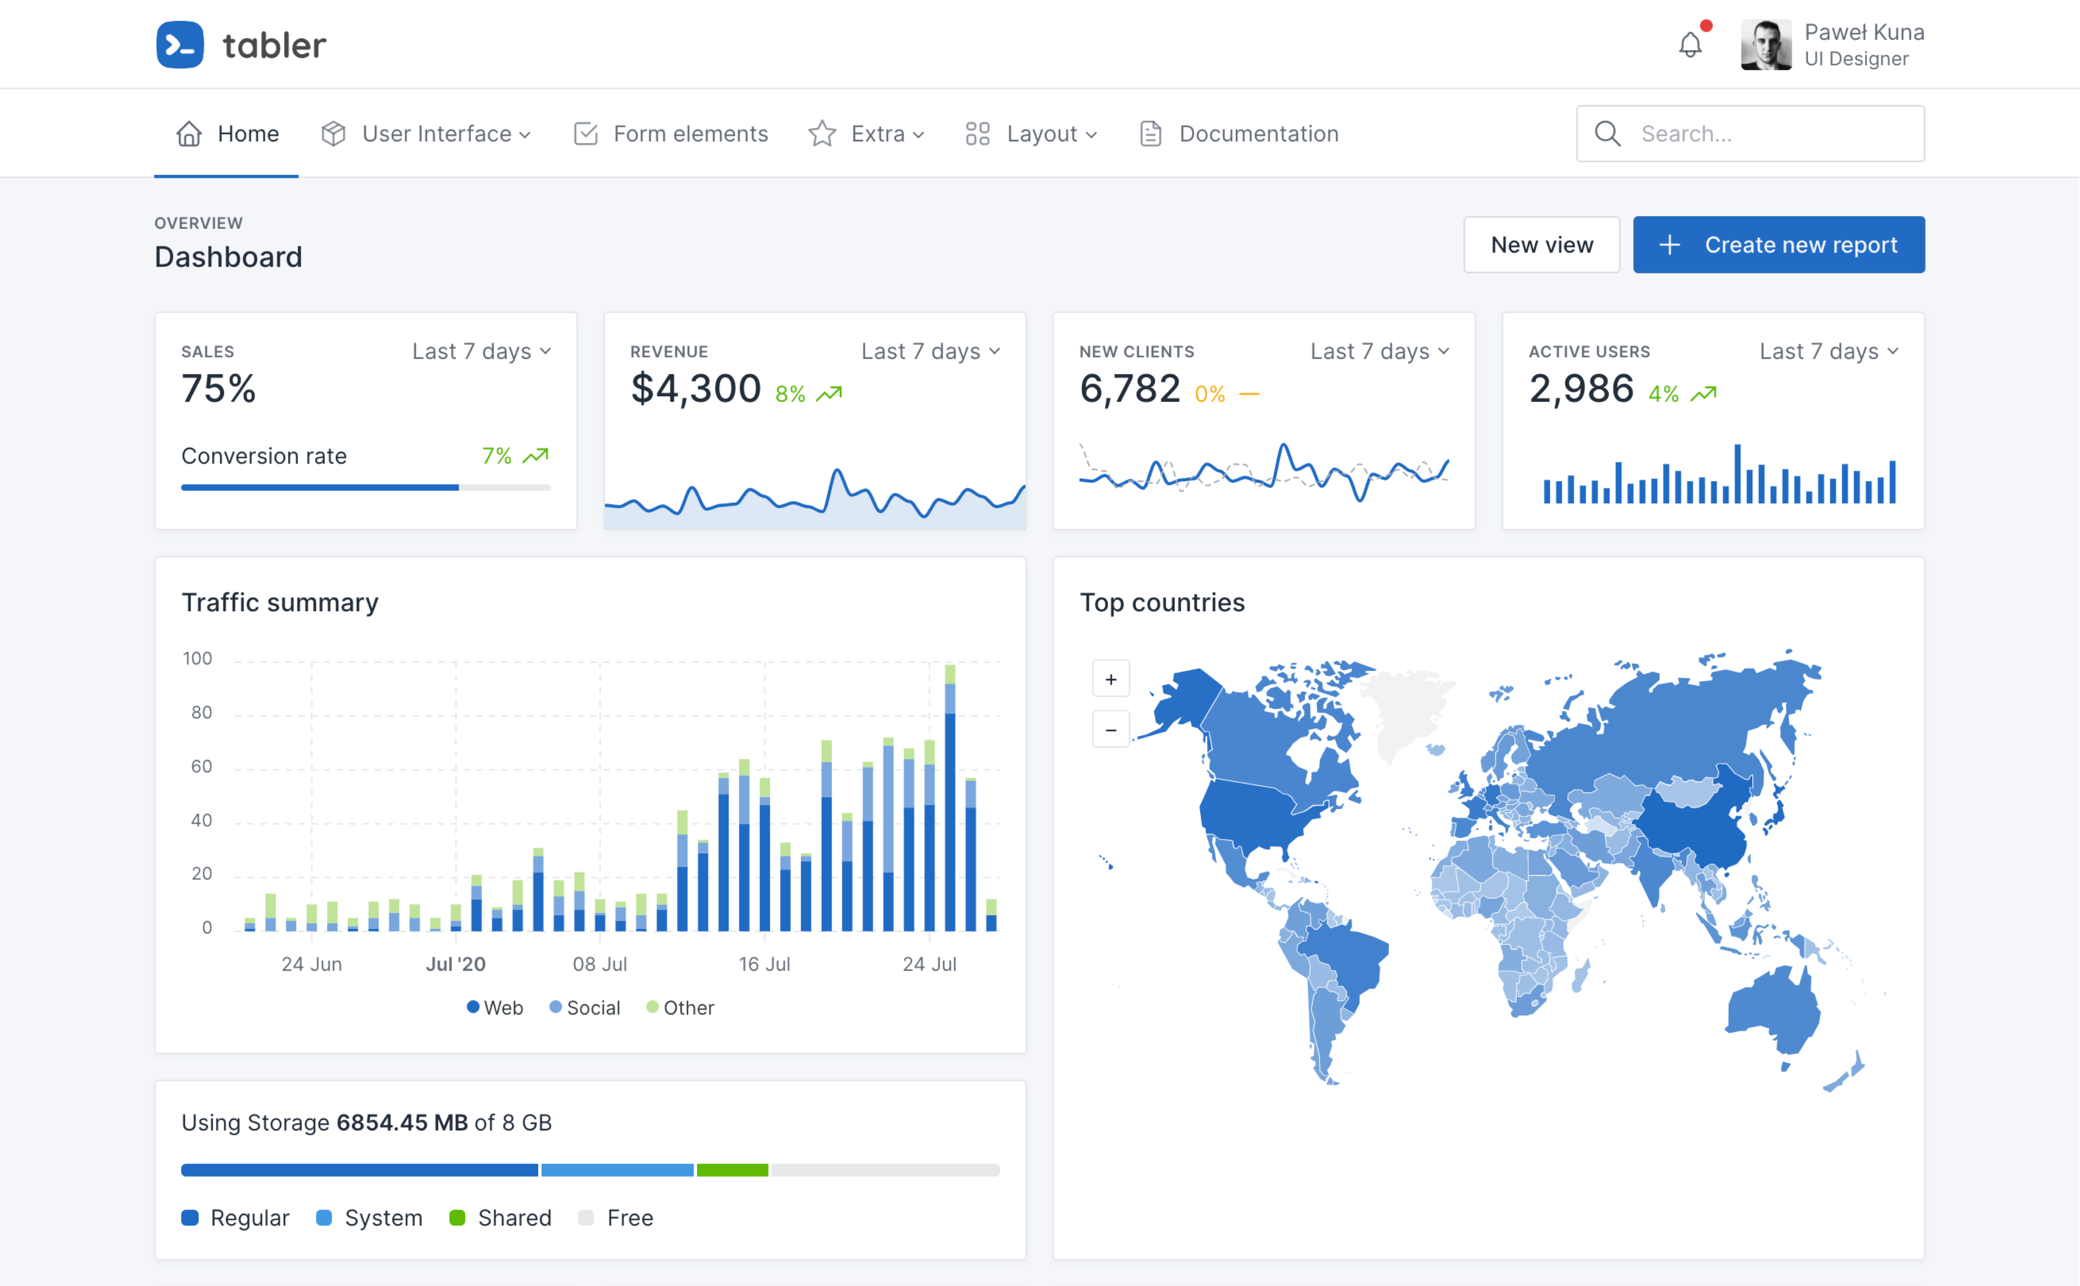 tabler
Paweł Kuna
UI Designer
Home
User Interface
Form elements
Extra
Layout
Documentation
Search...
OVERVIEW
Dashboard
New view
+ Create new report
SALES
Last 7 days
75%
Conversion rate
7%
REVENUE
Last 7 days
$4,300
8%
NEW CLIENTS
Last 7 days
6,782
0%
ACTIVE USERS
Last 7 days
2,986
4%
Traffic summary
100
80
60
40
20
0
24 Jun
Jul '20
08 Jul
16 Jul
24 Jul
Web
Social
Other
Top countries
+
−
Using Storage 6854.45 MB of 8 GB
Regular
System
Shared
Free